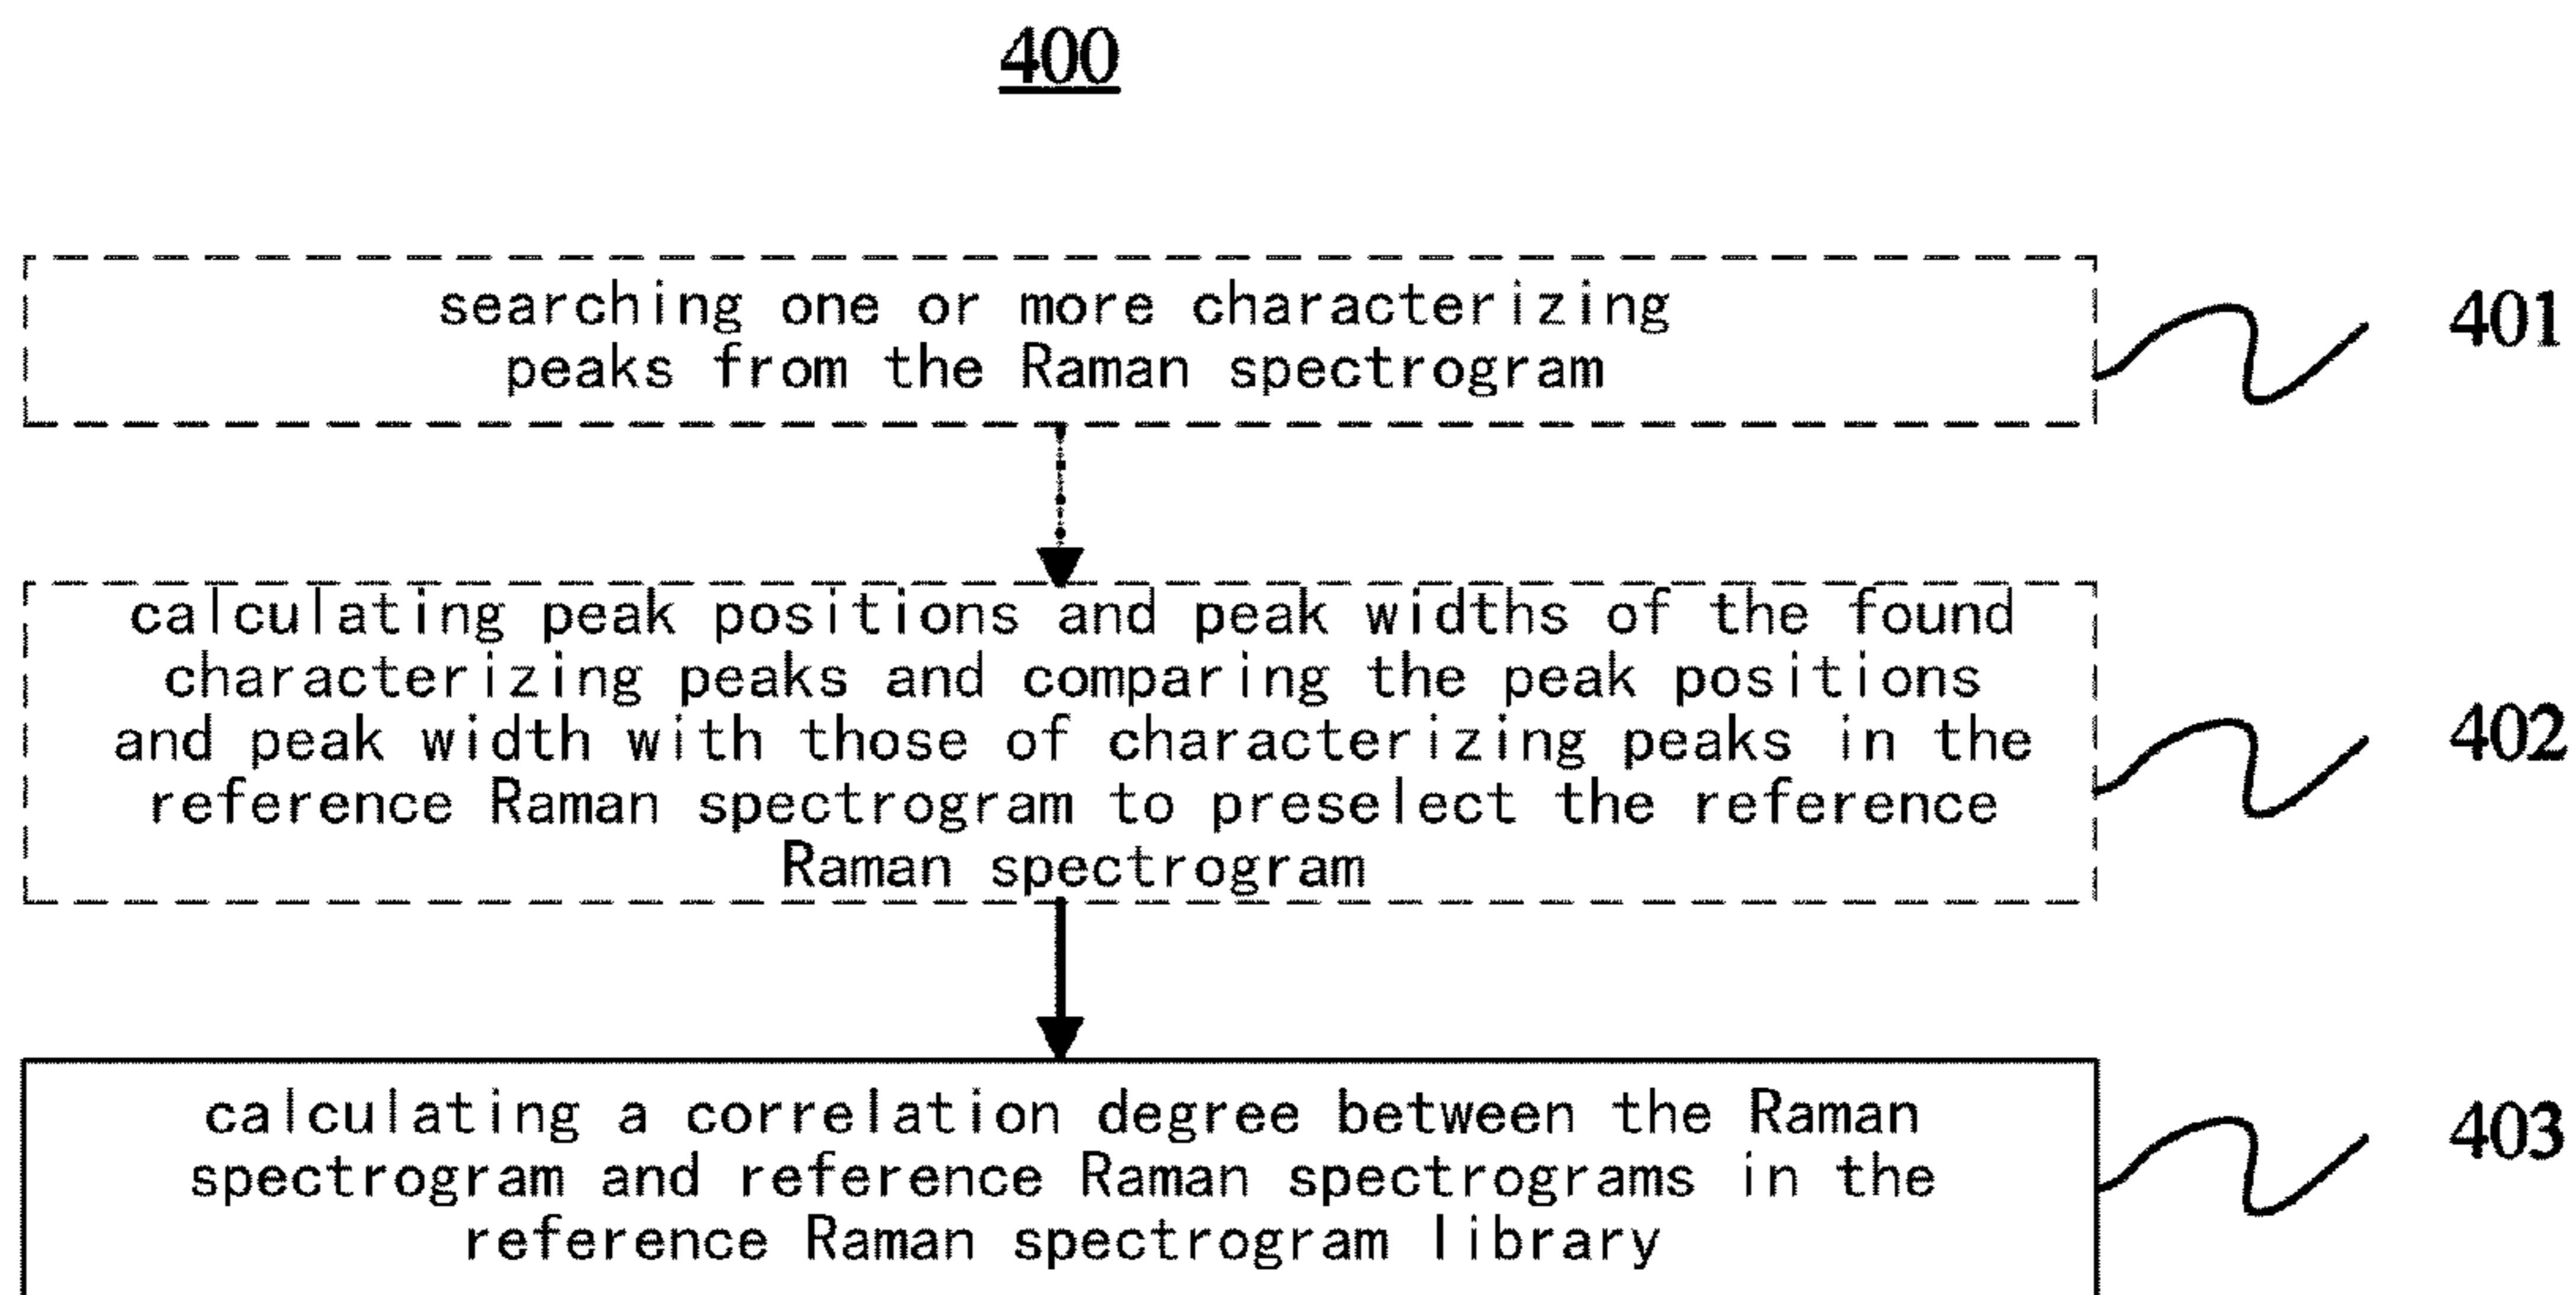 400
searching one or more characterizing
peaks from the Raman spectrogram
401
calculating peak positions and peak widths of the found
characterizing peaks and comparing the peak positions
and peak width with those of characterizing peaks in the
reference Raman spectrogram to preselect the reference
Raman spectrogram
402
calculating a correlation degree between the Raman
spectrogram and reference Raman spectrograms in the
reference Raman spectrogram library
403